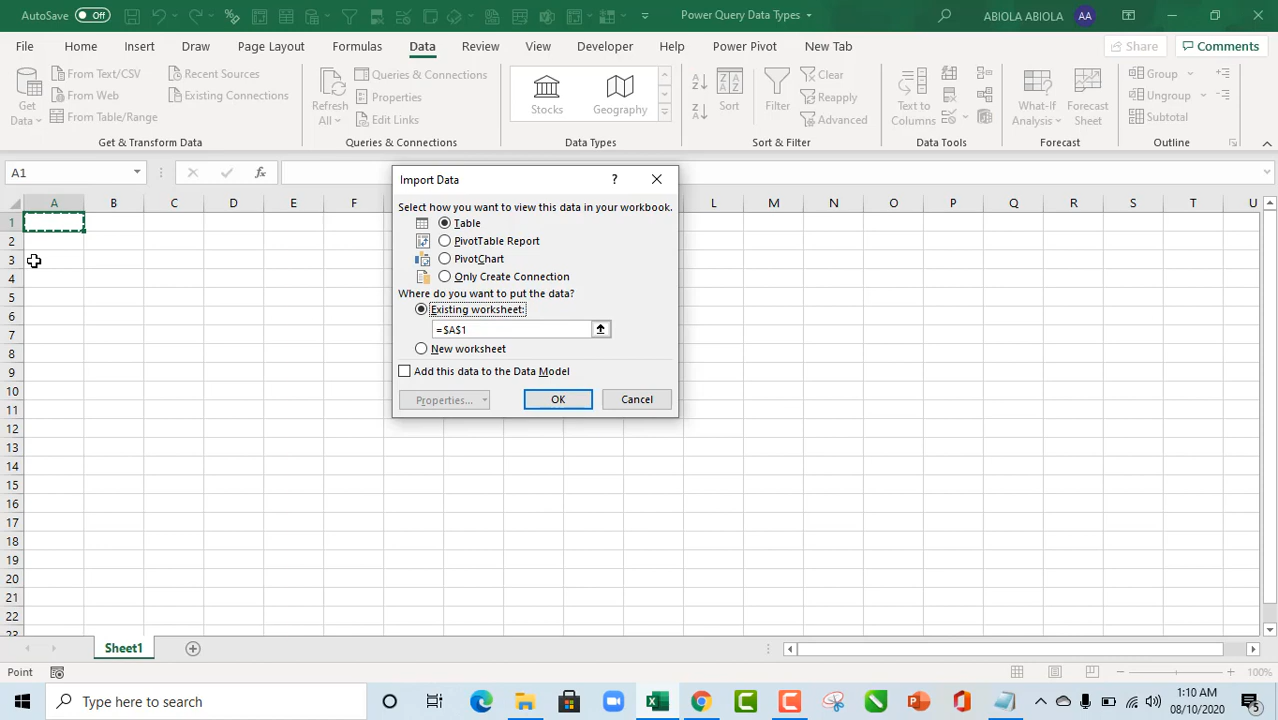 AutoSave Off Power Query Data Types ABIOLA ABIOLA AA
File Home Insert Draw Page Layout Formulas Data Review View Developer Help Power Pivot New Tab Share Comments
Get Data
From Text/CSV
From Web
From Table/Range
Recent Sources
Existing Connections
Get & Transform Data
Refresh All
Queries & Connections
Properties
Edit Links
Queries & Connections
Stocks
Geography
Data Types
Sort
Filter
Clear
Reapply
Advanced
Sort & Filter
Text to Columns
Data Tools
What-If Analysis
Forecast Sheet
Forecast
Group
Ungroup
Subtotal
Outline
A1
fx
A B C D E F L M N O P Q R S T U
1
2
3
4
5
6
7
8
9
10
11
12
13
14
15
16
17
18
19
20
21
22
23
Import Data ?
Select how you want to view this data in your workbook.
Table
PivotTable Report
PivotChart
Only Create Connection
Where do you want to put the data?
Existing worksheet:
=$A$1
New worksheet
Add this data to the Data Model
Properties... OK Cancel
Sheet1
Point 100%
Type here to search
1:10 AM
08/10/2020
5